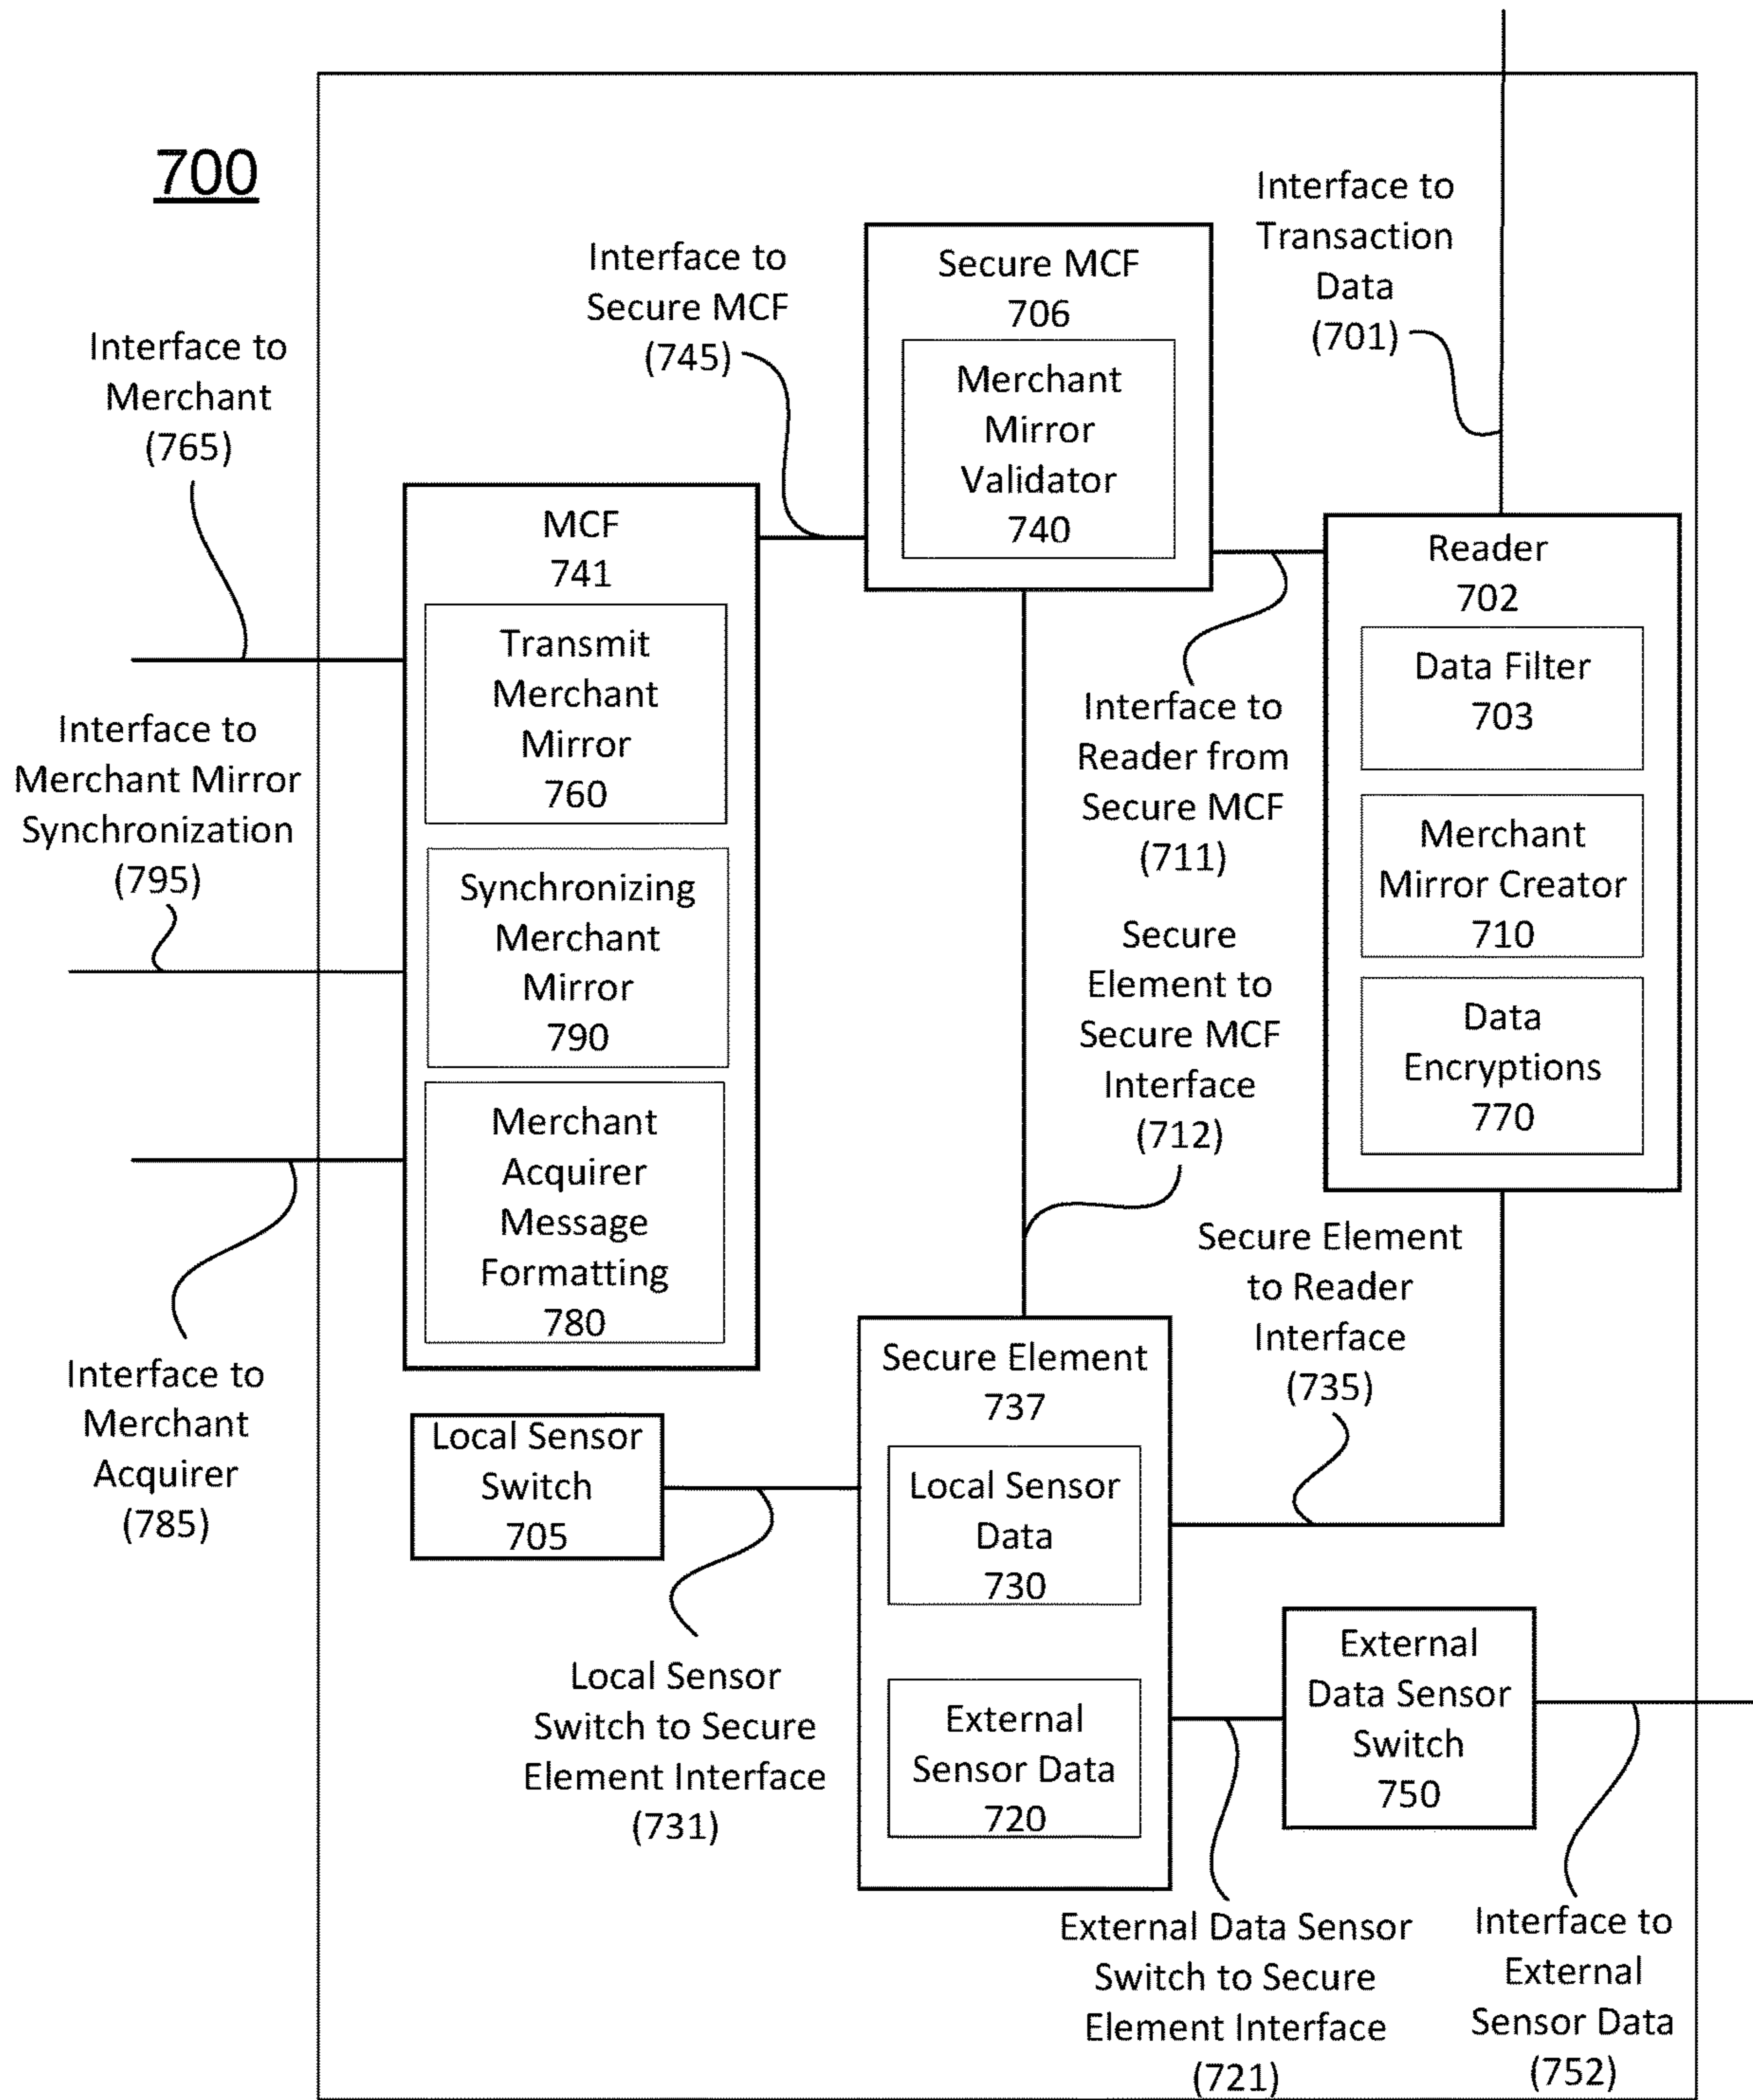 700
Interface to
Transaction
Data
(701)
Interface to
Secure MCF
(745)
Secure MCF
706
Merchant
Mirror
Validator
740
Interface to
Merchant
(765)
MCF
741
Transmit
Merchant
Mirror
760
Synchronizing
Merchant
Mirror
790
Merchant
Acquirer
Message
Formatting
780
Reader
702
Data Filter
703
Merchant
Mirror Creator
710
Data
Encryptions
770
Interface to
Merchant Mirror
Synchronization
(795)
Interface to
Reader from
Secure MCF
(711)
Secure
Element to
Secure MCF
Interface
(712)
Secure Element
to Reader
Interface
(735)
Interface to
Merchant
Acquirer
(785)
Local Sensor
Switch
705
Secure Element
737
Local Sensor
Data
730
External
Sensor Data
720
External
Data Sensor
Switch
750
Local Sensor
Switch to Secure
Element Interface
(731)
External Data Sensor
Switch to Secure
Element Interface
(721)
Interface to
External
Sensor Data
(752)